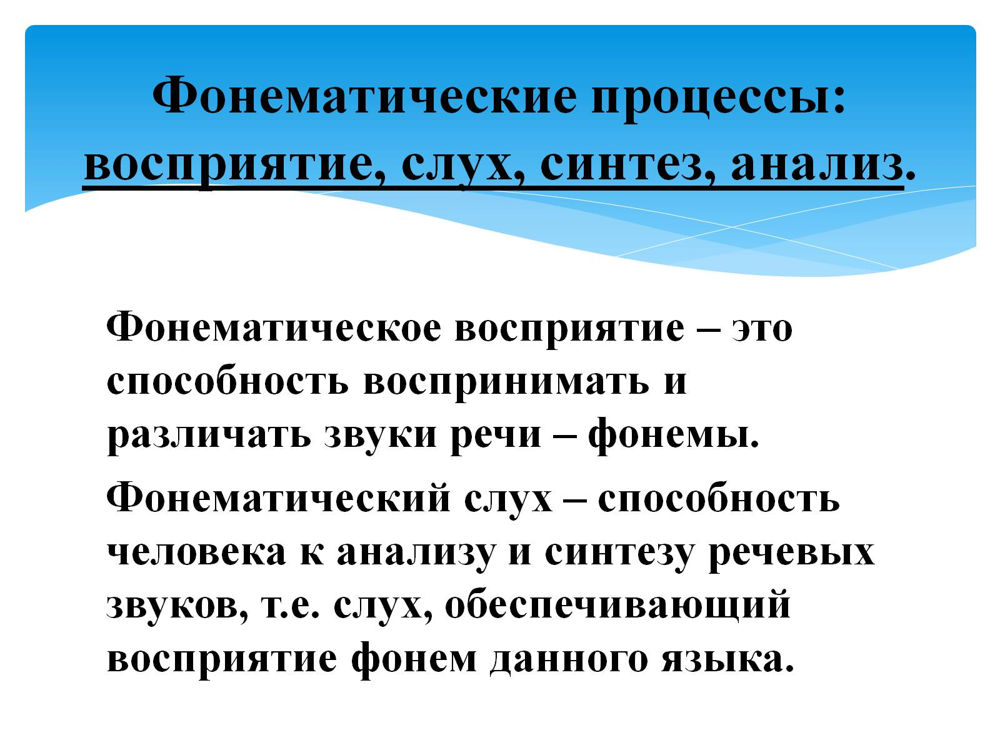 Фонематические процессы:
восприятие, слух, синтез, анализ.
Фонематическое восприятие – это
способность воспринимать и
различать звуки речи – фонемы.
Фонематический слух – способность
человека к анализу и синтезу речевых
звуков, т.е. слух, обеспечивающий
восприятие фонем данного языка.